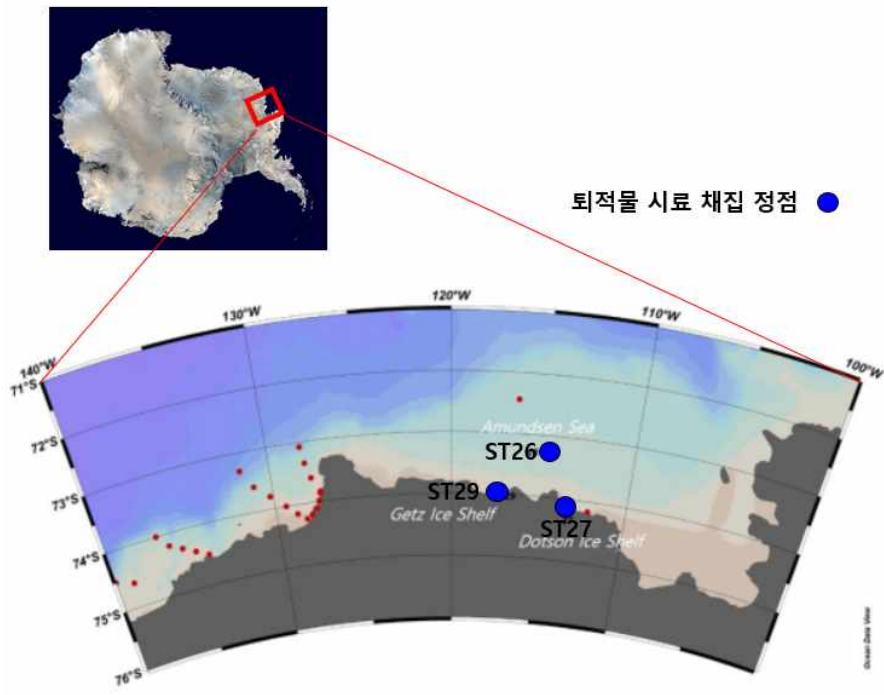 퇴적물 시료 채집 정점
120°W
130°W
110°W
140°W
100°W
71°S
72°S
73°S
74°S
75°S
76°S
Amundsen Sea
ST26
ST29
Getz Ice Shelf
ST27
Dotson Ice Shelf
Ocean Data View